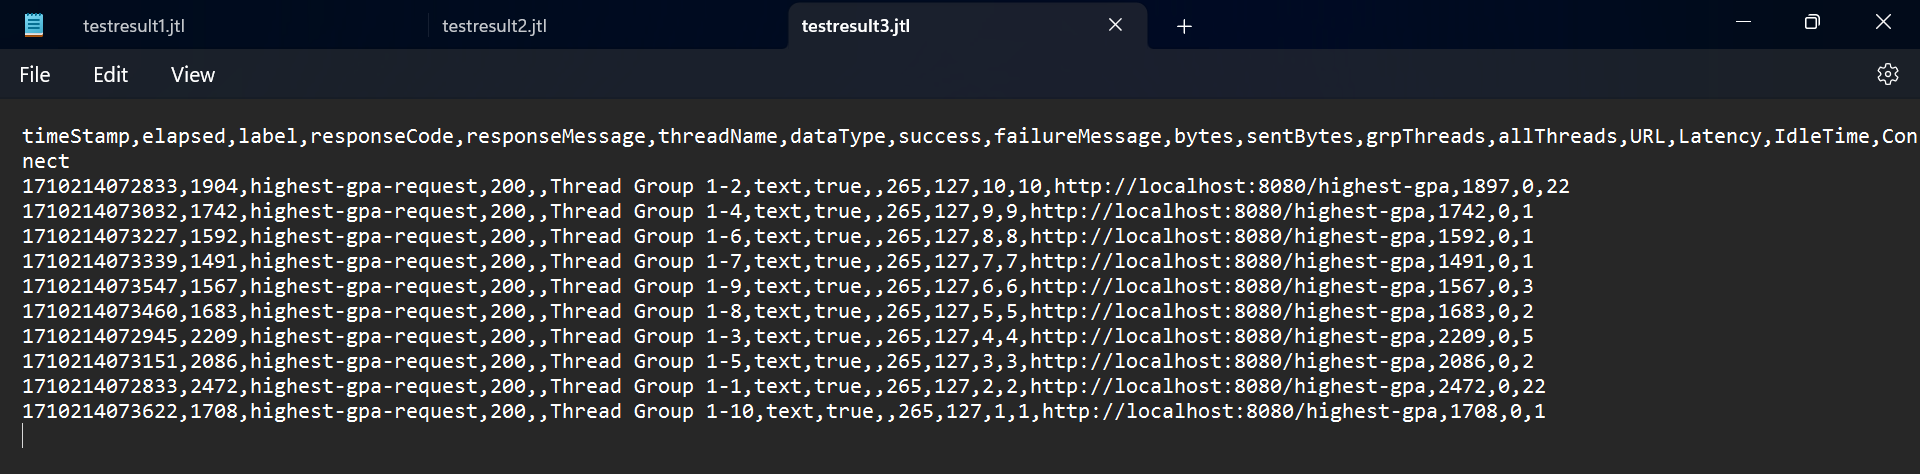 testresult1.jtl testresult2.jtl testresult3.jtl
File Edit View
timeStamp,elapsed,label,responseCode,responseMessage,threadName,dataType,success,failureMessage,bytes,sentBytes,grpThreads,allThreads,URL,Latency,IdleTime,Con
nect
1710214072833,1904,highest-gpa-request,200,,Thread Group 1-2,text,true,,265,127,10,10,http://localhost:8080/highest-gpa,1897,0,22
1710214073032,1742,highest-gpa-request,200,,Thread Group 1-4,text,true,,265,127,9,9,http://localhost:8080/highest-gpa,1742,0,1
1710214073227,1592,highest-gpa-request,200,,Thread Group 1-6,text,true,,265,127,8,8,http://localhost:8080/highest-gpa,1592,0,1
1710214073339,1491,highest-gpa-request,200,,Thread Group 1-7,text,true,,265,127,7,7,http://localhost:8080/highest-gpa,1491,0,1
1710214073547,1567,highest-gpa-request,200,,Thread Group 1-9,text,true,,265,127,6,6,http://localhost:8080/highest-gpa,1567,0,3
1710214073460,1683,highest-gpa-request,200,,Thread Group 1-8,text,true,,265,127,5,5,http://localhost:8080/highest-gpa,1683,0,2
1710214072945,2209,highest-gpa-request,200,,Thread Group 1-3,text,true,,265,127,4,4,http://localhost:8080/highest-gpa,2209,0,5
1710214073151,2086,highest-gpa-request,200,,Thread Group 1-5,text,true,,265,127,3,3,http://localhost:8080/highest-gpa,2086,0,2
1710214072833,2472,highest-gpa-request,200,,Thread Group 1-1,text,true,,265,127,2,2,http://localhost:8080/highest-gpa,2472,0,22
1710214073622,1708,highest-gpa-request,200,,Thread Group 1-10,text,true,,265,127,1,1,http://localhost:8080/highest-gpa,1708,0,1